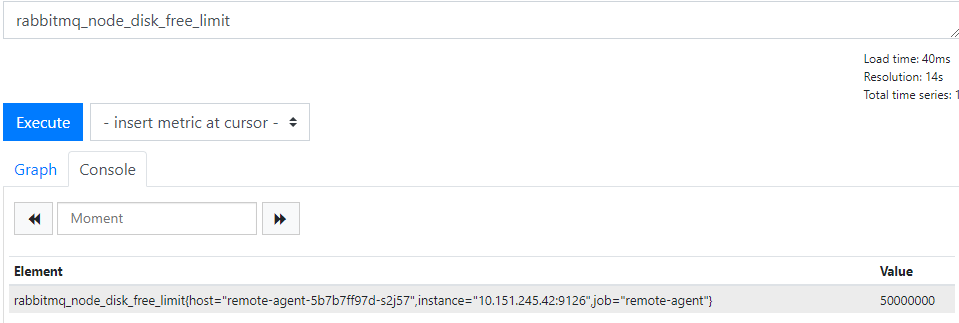 rabbitmq_node_disk_free_limit
Load time: 40ms
Resolution: 14s
Total time series: 1
Execute
- insert metric at cursor -
Graph
Console
Moment
Element Value
rabbitmq_node_disk_free_limit{host="remote-agent-5b7b7ff97d-s2j57",instance="10.151.245.42:9126",job="remote-agent"} 50000000